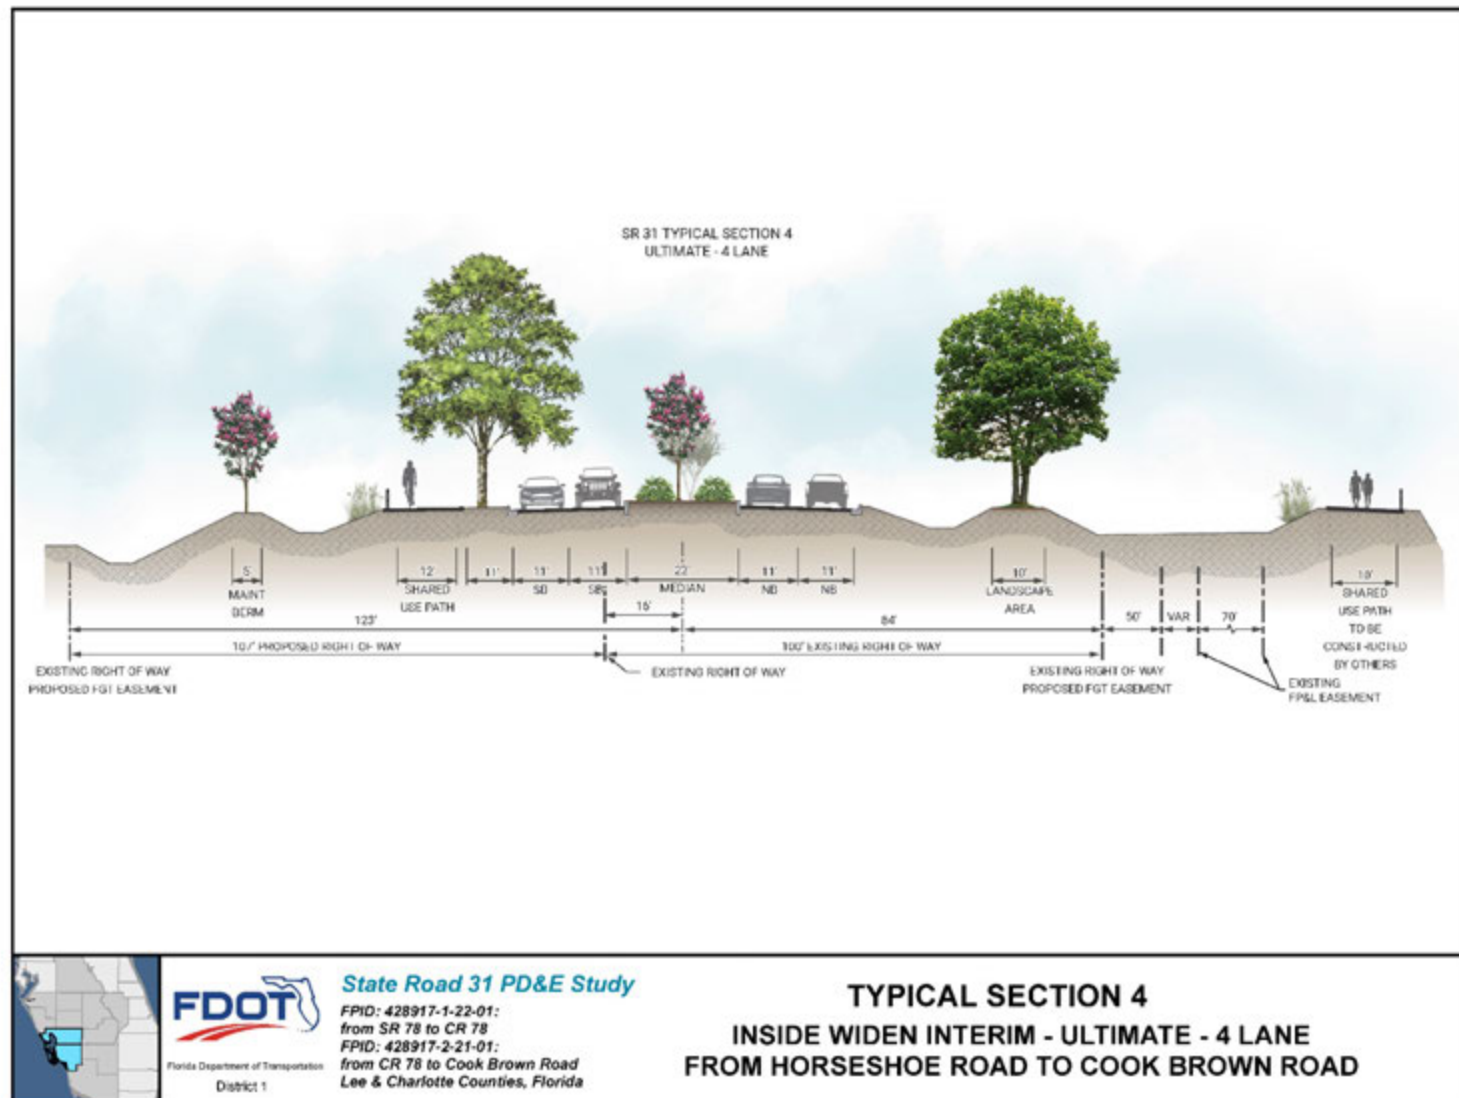 SR 31 TYPICAL SECTION 4
ULTIMATE - 4 LANE
5'
MAINT
BERM
12'
SHARED
USE PATH
11'
11'
SB
11'
SB
22'
MEDIAN
11'
NB
11'
NB
10'
LANDSCAPE
AREA
16'
123'
84'
50'
VAR
70'
SHARED
USE PATH
TO BE
CONSTRUCTED
BY OTHERS
107' PROPOSED RIGHT OF WAY
100' EXISTING RIGHT OF WAY
EXISTING RIGHT OF WAY
PROPOSED FGT EASEMENT
EXISTING RIGHT OF WAY
EXISTING RIGHT OF WAY
PROPOSED FGT EASEMENT
EXISTING
FP&L EASEMENT
FDOT
Florida Department of Transportation
District 1
State Road 31 PD&E Study
FPID: 428917-1-22-01:
from SR 78 to CR 78
FPID: 428917-2-21-01:
from CR 78 to Cook Brown Road
Lee & Charlotte Counties, Florida
TYPICAL SECTION 4
INSIDE WIDEN INTERIM - ULTIMATE - 4 LANE
FROM HORSESHOE ROAD TO COOK BROWN ROAD